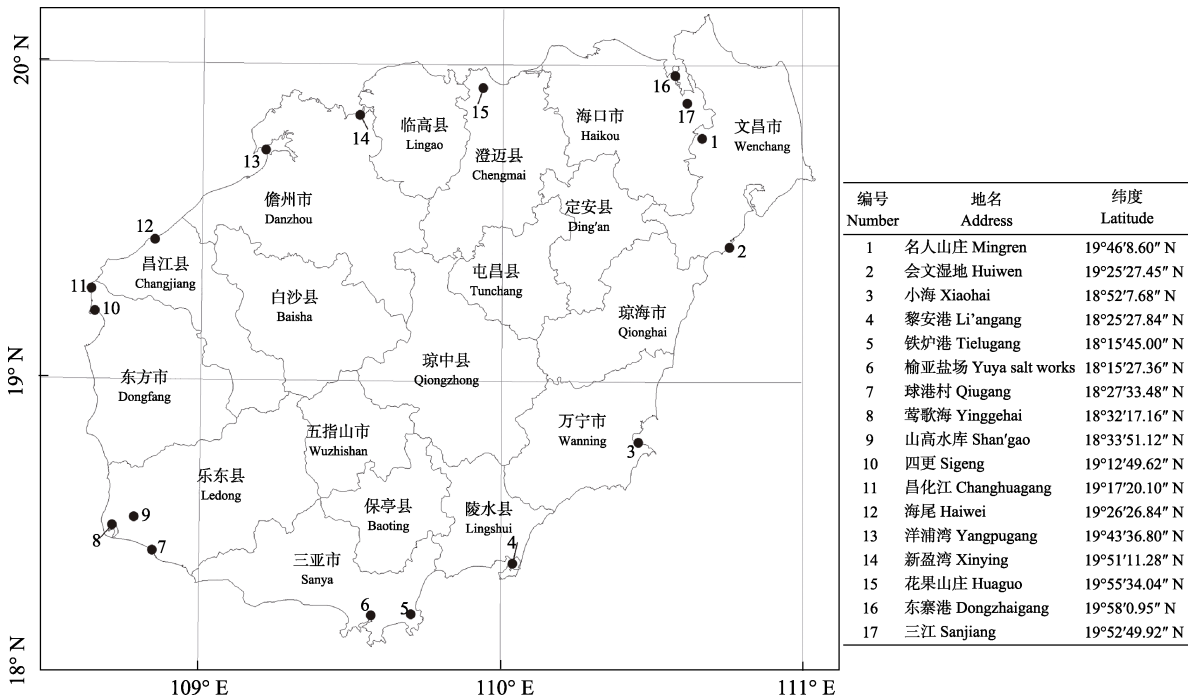 20° N
19° N
18° N
109° E
110° E
111° E
海口市
Haikou
文昌市
Wenchang
临高县
Lingao
澄迈县
Chengmai
儋州市
Danzhou
定安县
Ding'an
昌江县
Changjiang
白沙县
Baisha
屯昌县
Tunchang
琼海市
Qionghai
东方市
Dongfang
琼中县
Qiongzhong
五指山市
Wuzhishan
万宁市
Wanning
乐东县
Ledong
保亭县
Baoting
陵水县
Lingshui
三亚市
Sanya
1
2
3
4
5
6
7
8
9
10
11
12
13
14
15
16
17
编号 地名 纬度
Number Address Latitude
1 名人山庄 Mingren 19°46′8.60″ N
2 会文湿地 Huiwen 19°25′27.45″ N
3 小海 Xiaohai 18°52′7.68″ N
4 黎安港 Li’angang 18°25′27.84″ N
5 铁炉港 Tielugang 18°15′45.00″ N
6 榆亚盐场 Yuya salt works 18°15′27.36″ N
7 球港村 Qiugang 18°27′33.48″ N
8 莺歌海 Yinggehai 18°32′17.16″ N
9 山高水库 Shan'gao 18°33′51.12″ N
10 四更 Sigeng 19°12′49.62″ N
11 昌化江 Changhuagang 19°17′20.10″ N
12 海尾 Haiwei 19°26′26.84″ N
13 洋浦湾 Yangpugang 19°43′36.80″ N
14 新盈湾 Xinying 19°51′11.28″ N
15 花果山庄 Huaguo 19°55′34.04″ N
16 东寨港 Dongzhaigang 19°58′0.95″ N
17 三江 Sanjiang 19°52′49.92″ N